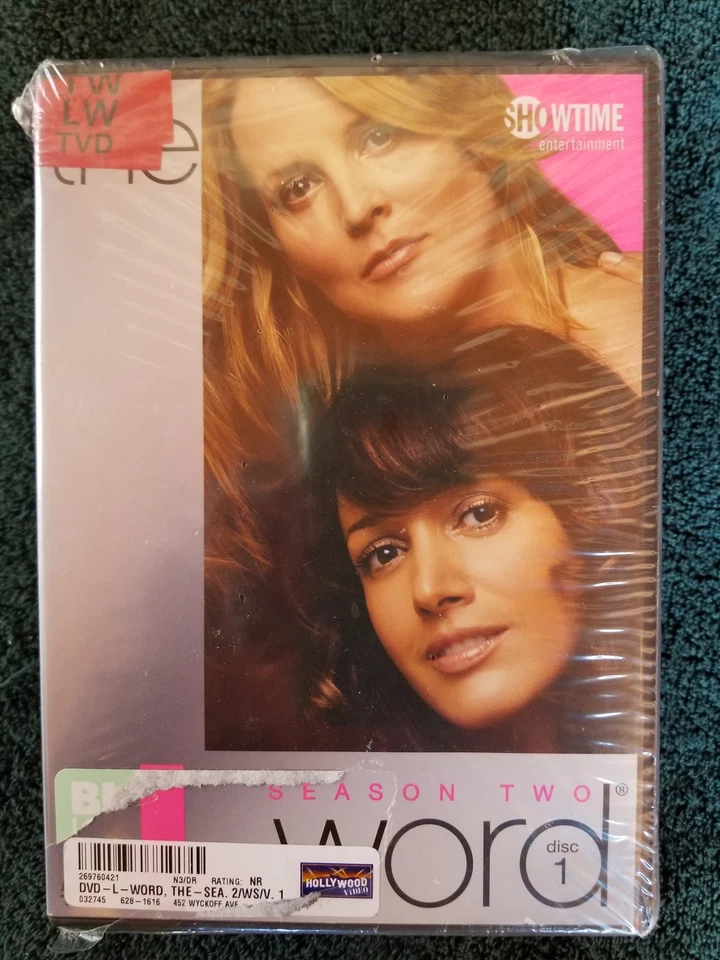 LW
TVD
the
SHOWTIME
entertainment
SEASON TWO
word®
disc
1
269760421 N3/DR RATING: NR
DVD-L-WORD, THE-SEA. 2/WS/V. 1
032745 628-1616 452 WYCKOFF AVE
HOLLYWOOD
VIDEO